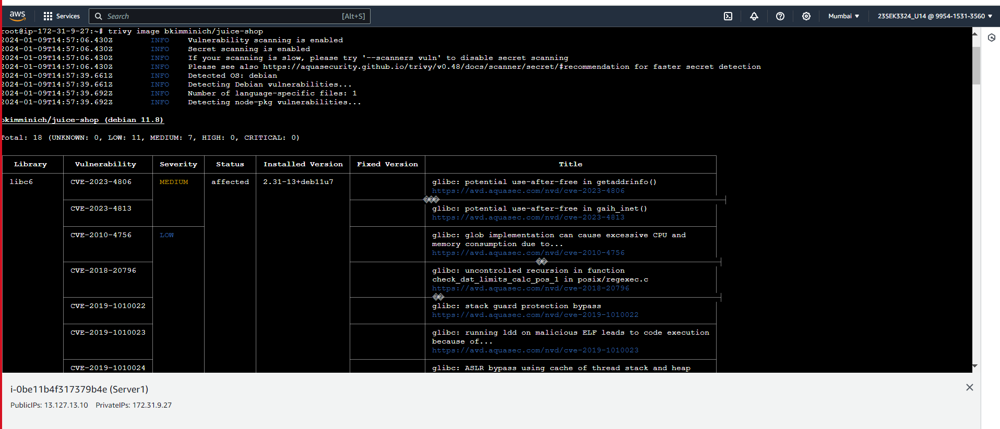 aws Services Search [Alt+S] Mumbai 23SEK3324_U14 @ 9954-1531-3560
root@ip-172-31-9-27:~# trivy image bkimminich/juice-shop
2024-01-09T14:57:06.430Z INFO Vulnerability scanning is enabled
2024-01-09T14:57:06.430Z INFO Secret scanning is enabled
2024-01-09T14:57:06.430Z INFO If your scanning is slow, please try '--scanners vuln' to disable secret scanning
2024-01-09T14:57:06.430Z INFO Please see also https://aquasecurity.github.io/trivy/v0.48/docs/scanner/secret/#recommendation for faster secret detection
2024-01-09T14:57:39.661Z INFO Detected OS: debian
2024-01-09T14:57:39.661Z INFO Detecting Debian vulnerabilities...
2024-01-09T14:57:39.692Z INFO Number of language-specific files: 1
2024-01-09T14:57:39.692Z INFO Detecting node-pkg vulnerabilities...
bkimminich/juice-shop (debian 11.8)
Total: 18 (UNKNOWN: 0, LOW: 11, MEDIUM: 7, HIGH: 0, CRITICAL: 0)
Library Vulnerability Severity Status Installed Version Fixed Version Title
libc6 CVE-2023-4806 MEDIUM affected 2.31-13+deb11u7 glibc: potential use-after-free in getaddrinfo()
https://avd.aquasec.com/nvd/cve-2023-4806
CVE-2023-4813 glibc: potential use-after-free in gaih_inet()
https://avd.aquasec.com/nvd/cve-2023-4813
CVE-2010-4756 LOW glibc: glob implementation can cause excessive CPU and
memory consumption due to...
https://avd.aquasec.com/nvd/cve-2010-4756
CVE-2018-20796 glibc: uncontrolled recursion in function
check_dst_limits_calc_pos_1 in posix/regexec.c
https://avd.aquasec.com/nvd/cve-2018-20796
CVE-2019-1010022 glibc: stack guard protection bypass
https://avd.aquasec.com/nvd/cve-2019-1010022
CVE-2019-1010023 glibc: running ldd on malicious ELF leads to code execution
because of...
https://avd.aquasec.com/nvd/cve-2019-1010023
CVE-2019-1010024 glibc: ASLR bypass using cache of thread stack and heap
i-0be11b4f317379b4e (Server1)
PublicIPs: 13.127.13.10 PrivateIPs: 172.31.9.27